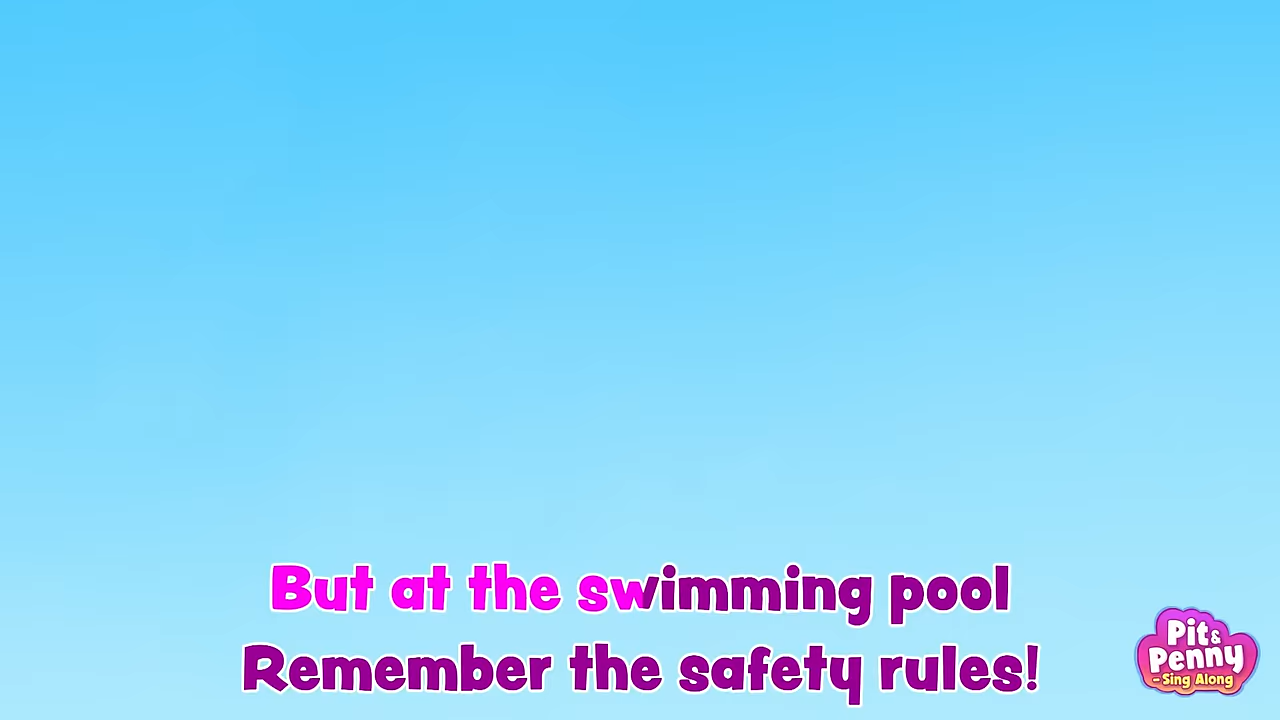 But at the swimming pool
Remember the safety rules!
Pit &
Penny
- Sing Along